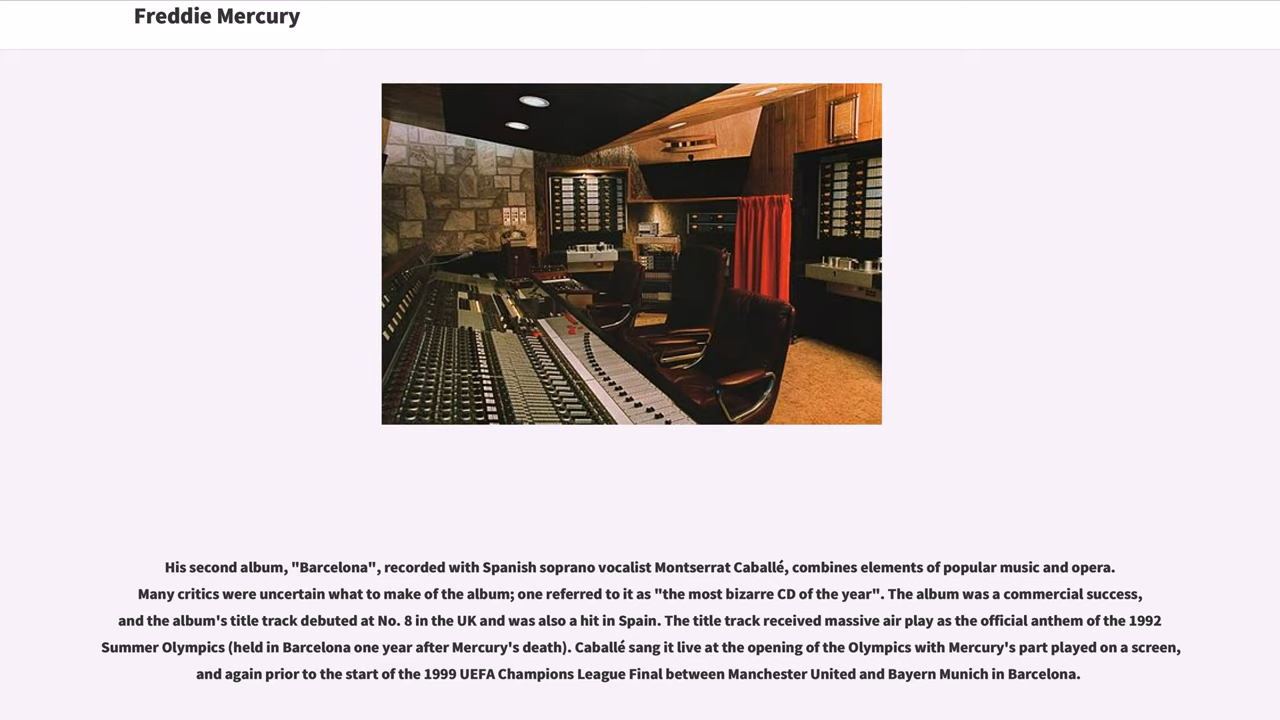 Freddie Mercury
His second album, "Barcelona", recorded with Spanish soprano vocalist Montserrat Caballé, combines elements of popular music and opera.
Many critics were uncertain what to make of the album; one referred to it as "the most bizarre CD of the year". The album was a commercial success,
and the album's title track debuted at No. 8 in the UK and was also a hit in Spain. The title track received massive air play as the official anthem of the 1992
Summer Olympics (held in Barcelona one year after Mercury's death). Caballé sang it live at the opening of the Olympics with Mercury's part played on a screen,
and again prior to the start of the 1999 UEFA Champions League Final between Manchester United and Bayern Munich in Barcelona.